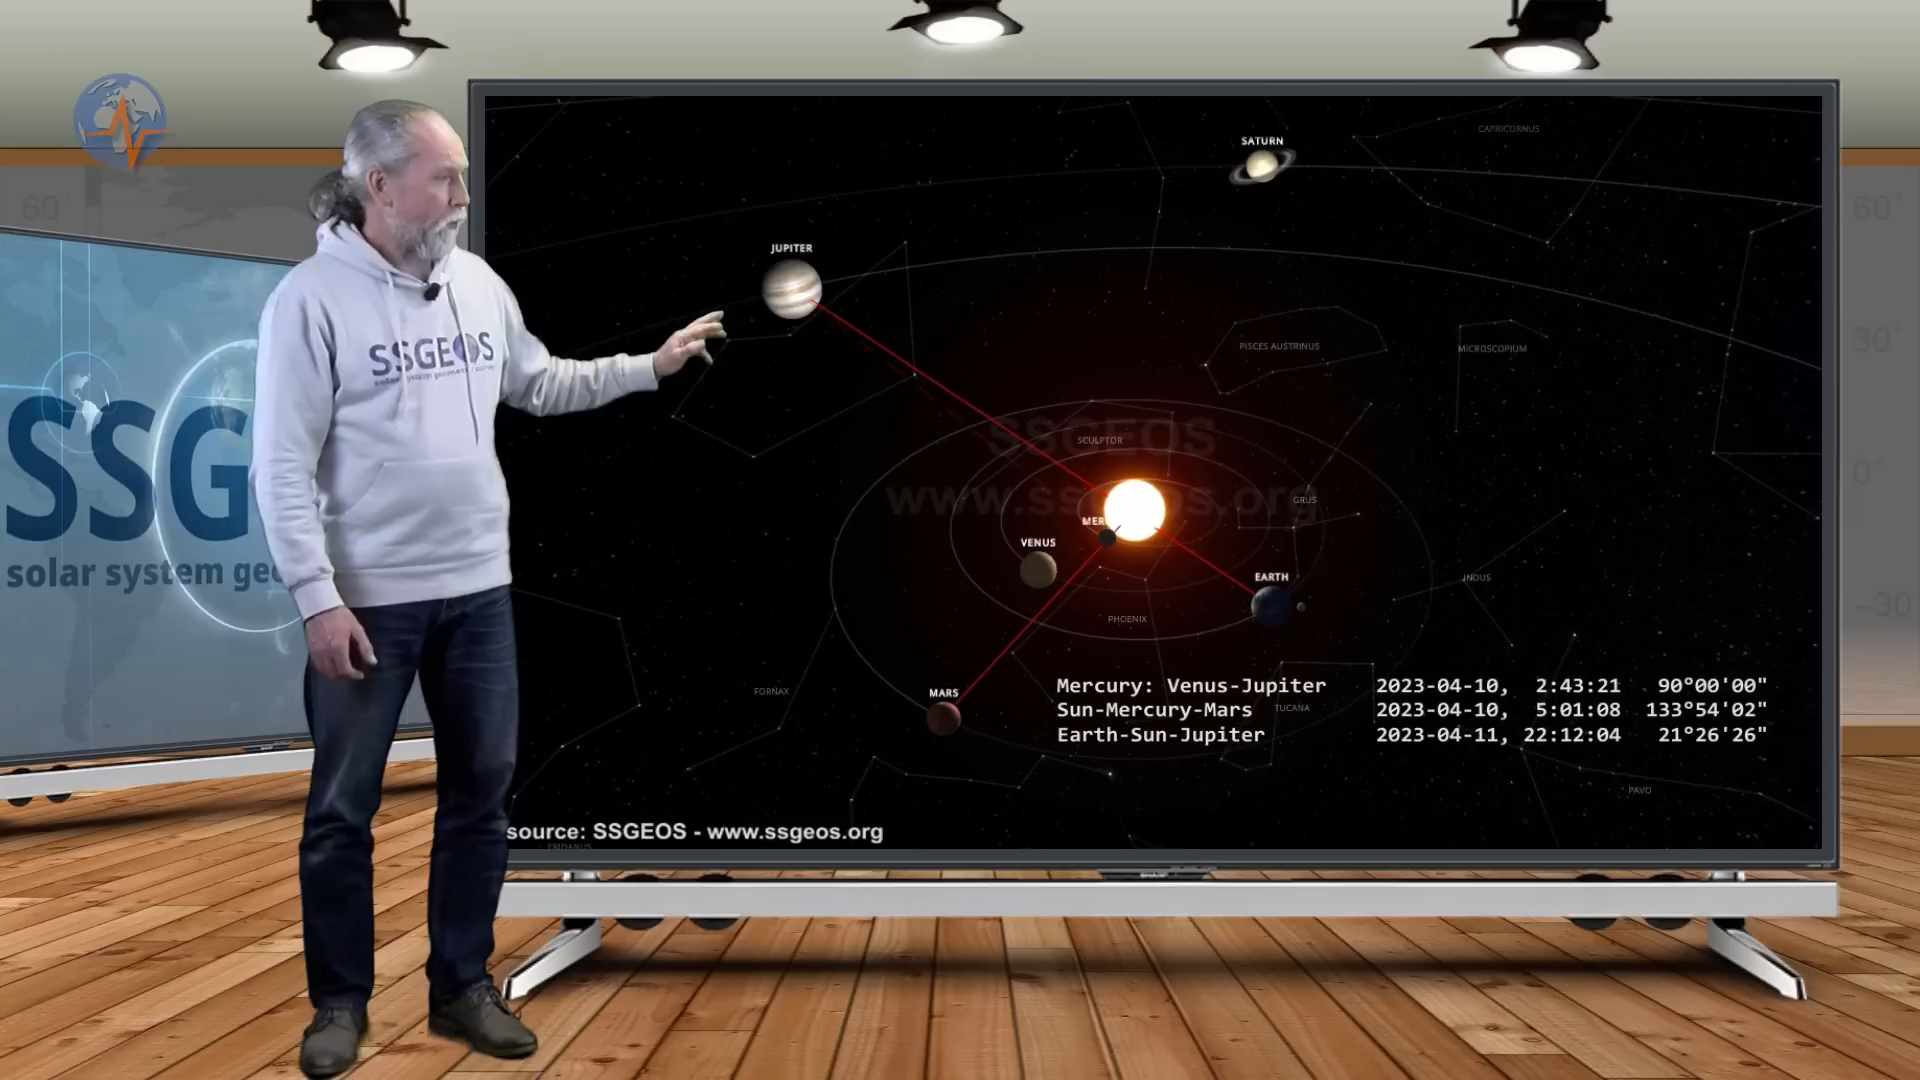 60°
60°
30°
0°
-30°
CAPRICORNUS
SATURN
JUPITER
PISCES AUSTRINUS
MICROSCOPIUM
SSGEOS
SSGEOS
www.ssgeos.org
SCULPTOR
GRUS
MER
VENUS
EARTH
INDUS
PHOENIX
SSG
solar system geo
MARS
FORNAX
TUCANA
Mercury: Venus-Jupiter 2023-04-10, 2:43:21 90°00'00"
Sun-Mercury-Mars 2023-04-10, 5:01:08 133°54'02"
Earth-Sun-Jupiter 2023-04-11, 22:12:04 21°26'26"
PAVO
source: SSGEOS - www.ssgeos.org
ERIDANUS